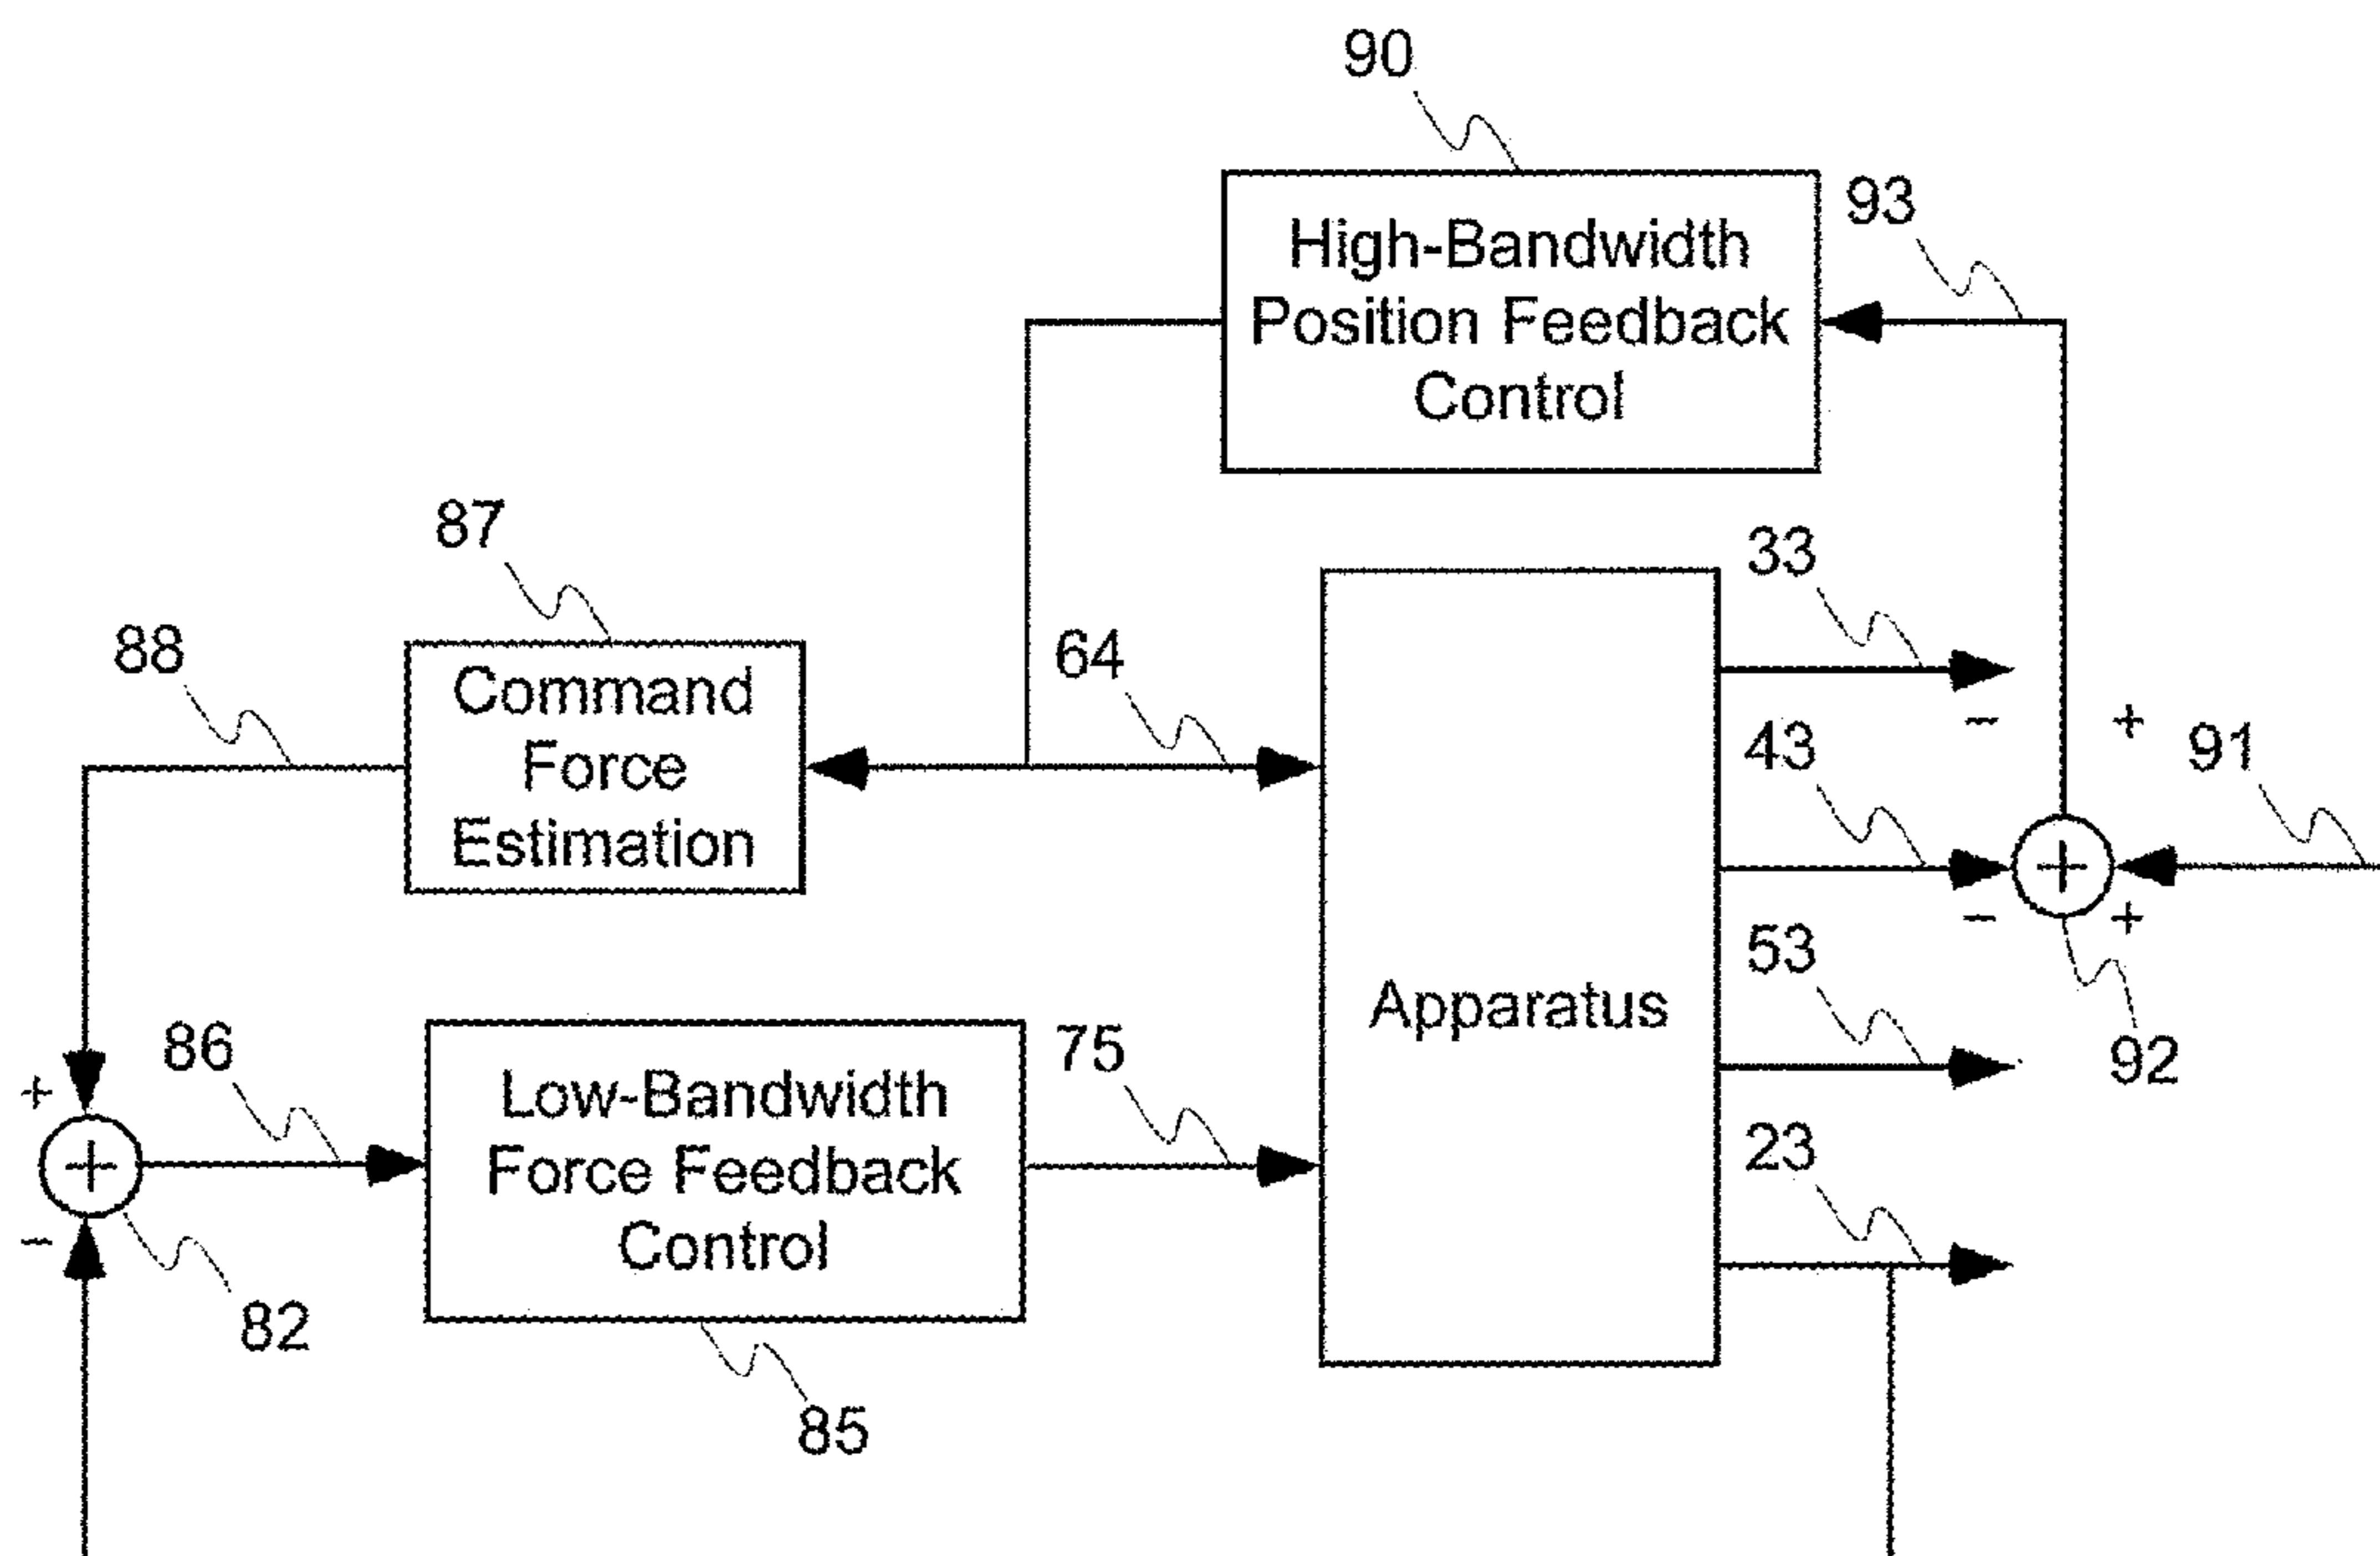 90
High-Bandwidth
Position Feedback
Control
93
87
33
88
Command
Force
Estimation
64
−
+
43
91
+
− +
53
Apparatus
92
86
75
+
Low-Bandwidth
Force Feedback
Control
+
23
−
82
85